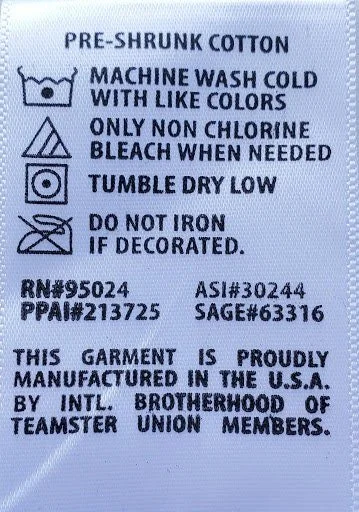 PRE-SHRUNK COTTON
MACHINE WASH COLD
WITH LIKE COLORS
ONLY NON CHLORINE
BLEACH WHEN NEEDED
TUMBLE DRY LOW
DO NOT IRON
IF DECORATED.
RN#95024 ASI#30244
PPAI#213725 SAGE#63316
THIS GARMENT IS PROUDLY
MANUFACTURED IN THE U.S.A.
BY INTL. BROTHERHOOD OF
TEAMSTER UNION MEMBERS.